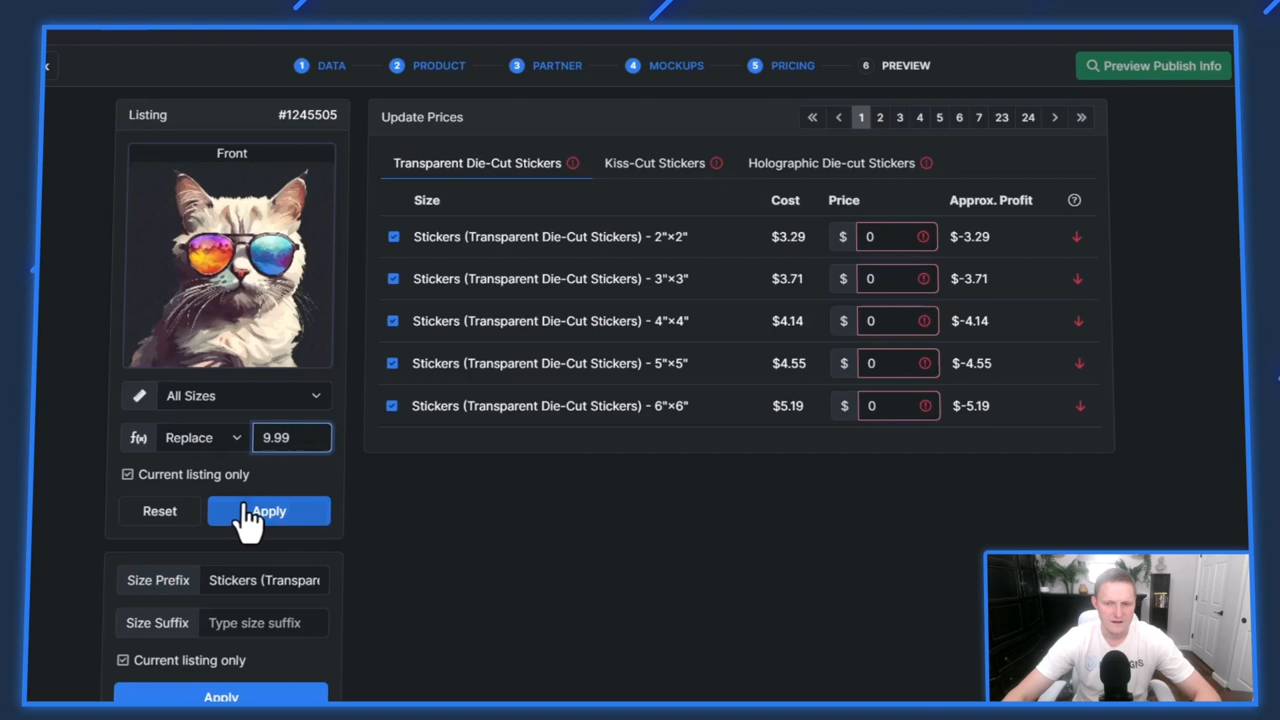 1 DATA 2 PRODUCT 3 PARTNER 4 MOCKUPS 5 PRICING 6 PREVIEW Preview Publish Info
Listing #1245505
Front
All Sizes
f(x) Replace 9.99
Current listing only
Reset Apply
Size Prefix Stickers (Transpare
Size Suffix Type size suffix
Current listing only
Apply
Update Prices « ‹ 1 2 3 4 5 6 7 23 24 › »
Transparent Die-Cut Stickers Kiss-Cut Stickers Holographic Die-cut Stickers
Size Cost Price Approx. Profit
Stickers (Transparent Die-Cut Stickers) - 2"×2" $3.29 $ 0 $-3.29
Stickers (Transparent Die-Cut Stickers) - 3"×3" $3.71 $ 0 $-3.71
Stickers (Transparent Die-Cut Stickers) - 4"×4" $4.14 $ 0 $-4.14
Stickers (Transparent Die-Cut Stickers) - 5"×5" $4.55 $ 0 $-4.55
Stickers (Transparent Die-Cut Stickers) - 6"×6" $5.19 $ 0 $-5.19